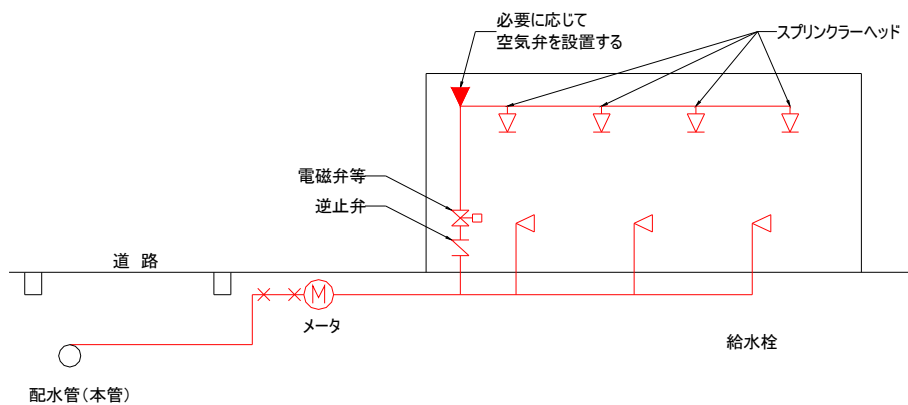 必要に応じて
空気弁を設置する
スプリンクラーヘッド
電磁弁等
逆止弁
道 路
M
メータ
給水栓
配水管(本管)